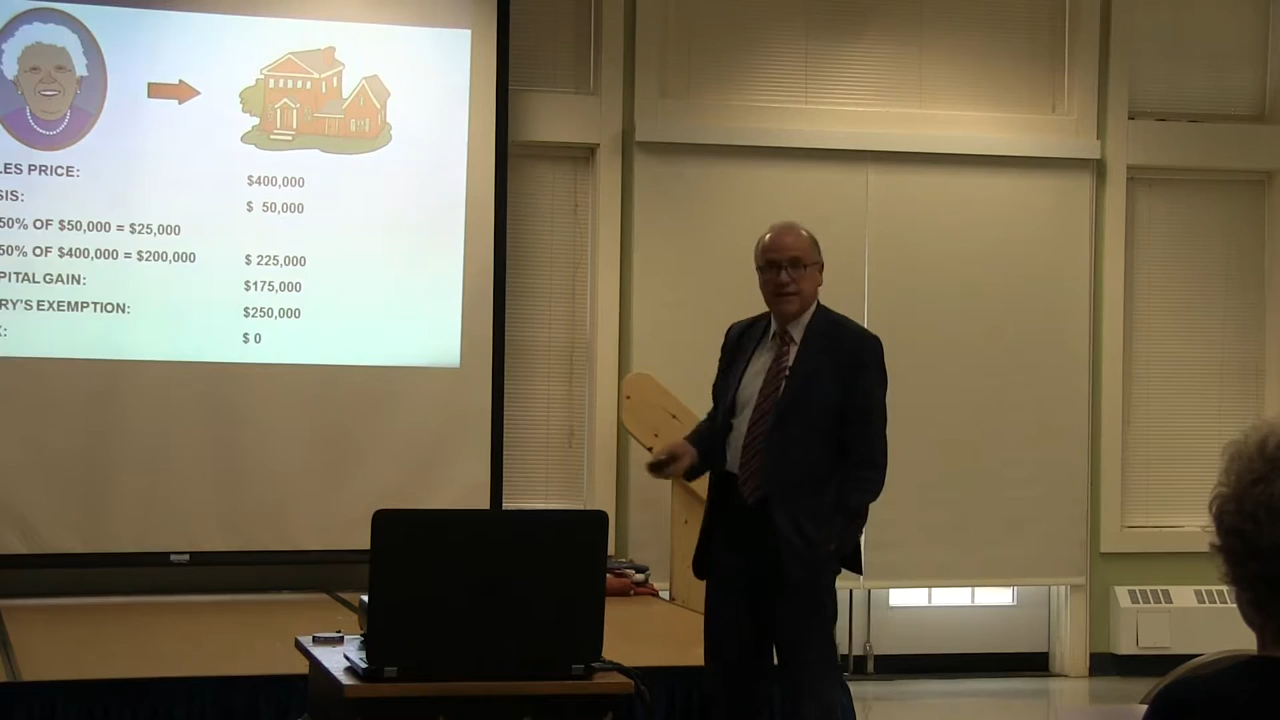 LES PRICE: $400,000
SIS: $ 50,000
50% OF $50,000 = $25,000
50% OF $400,000 = $200,000 $ 225,000
PITAL GAIN: $175,000
RY'S EXEMPTION: $250,000
: $ 0